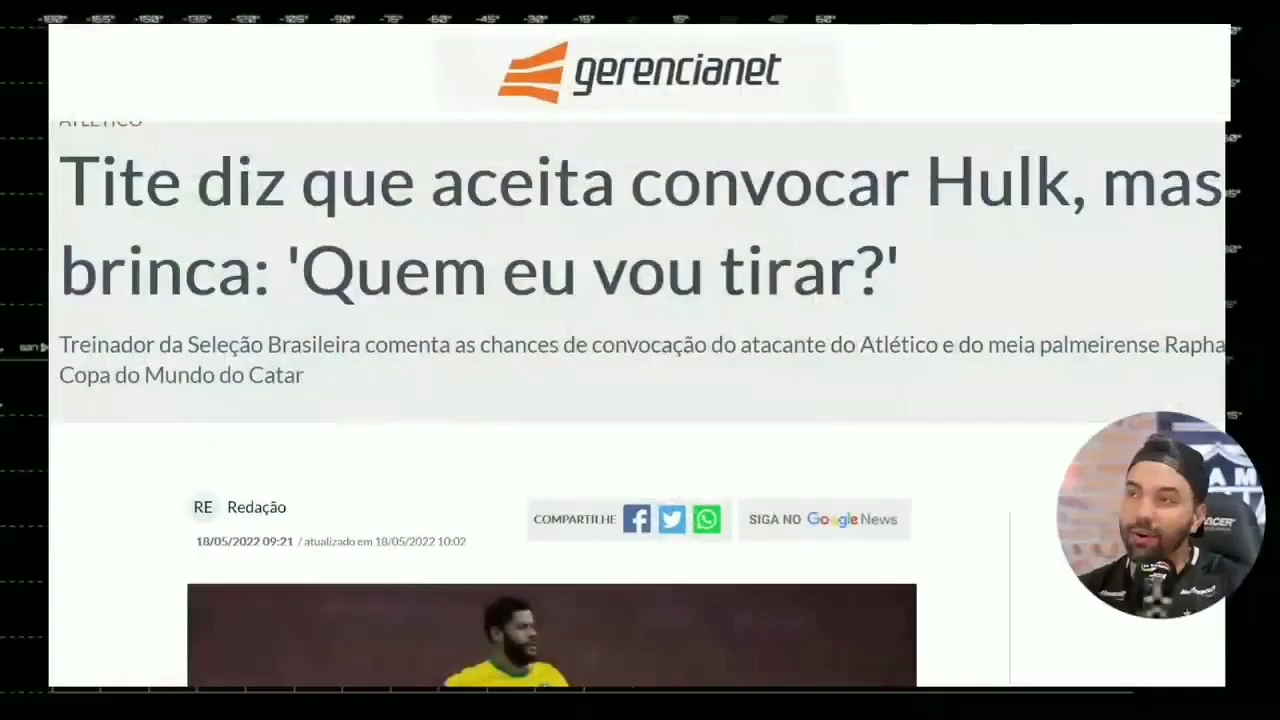 gerencianet
ATLÉTICO
Tite diz que aceita convocar Hulk, mas
brinca: 'Quem eu vou tirar?'
Treinador da Seleção Brasileira comenta as chances de convocação do atacante do Atlético e do meia palmeirense Rapha
Copa do Mundo do Catar
RE Redação
COMPARTILHE
SIGA NO Google News
18/05/2022 09:21 / atualizado em 18/05/2022 10:02
AM